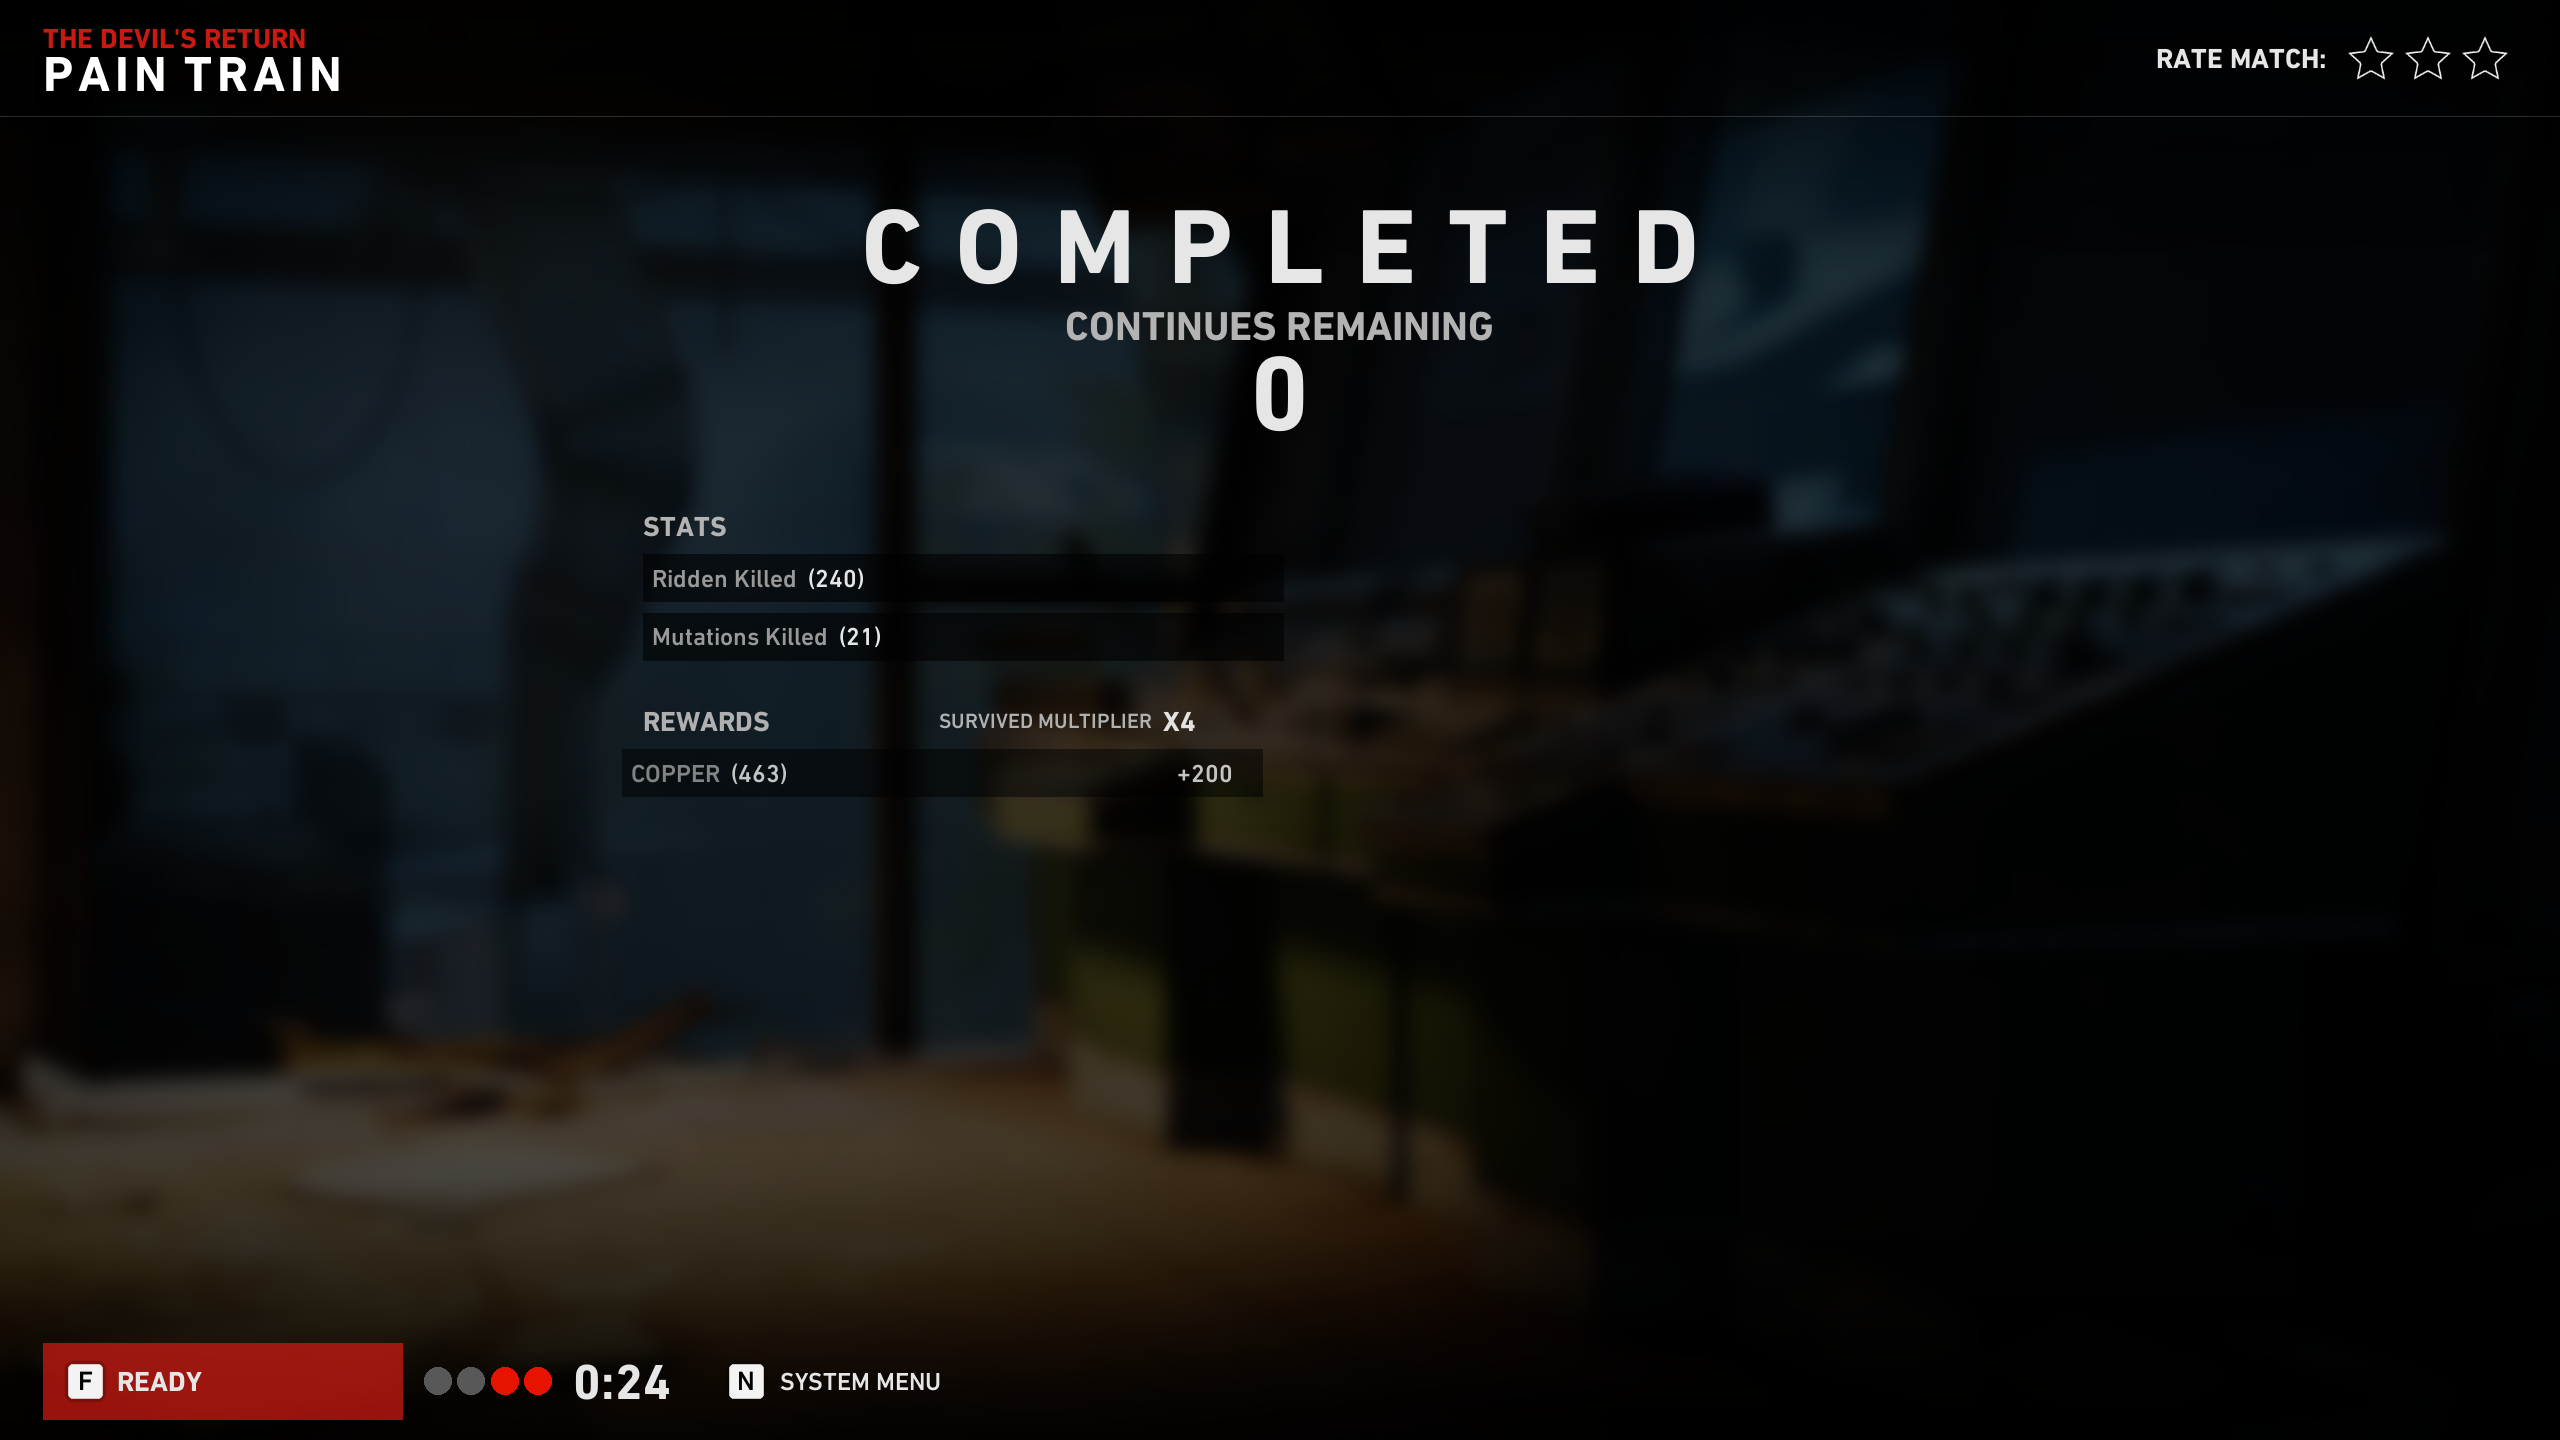 THE DEVIL'S RETURN
PAIN TRAIN
RATE MATCH:
COMPLETED
CONTINUES REMAINING
0
STATS
Ridden Killed (240)
Mutations Killed (21)
REWARDS SURVIVED MULTIPLIER X4
COPPER (463) +200
F READY 0:24 N SYSTEM MENU